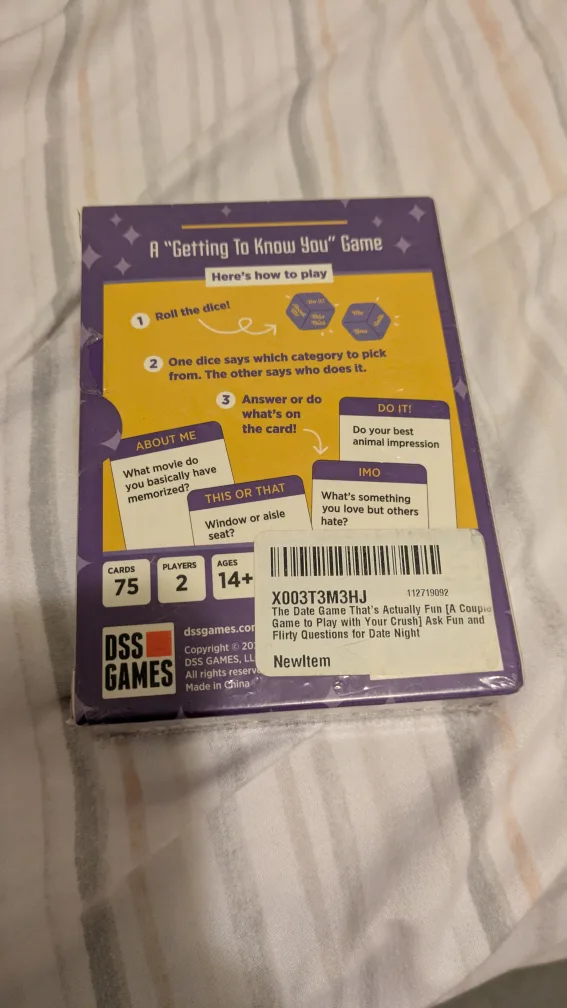 A "Getting To Know You" Game
Here's how to play
1 Roll the dice!
2 One dice says which category to pick
from. The other says who does it.
3 Answer or do
what's on
the card!
ABOUT ME
What movie do
you basically have
memorized?
THIS OR THAT
Window or aisle
seat?
DO IT!
Do your best
animal impression
IMO
What's something
you love but others
hate?
CARDS
75
PLAYERS
2
AGES
14+
DSS
GAMES
dssgames.com
Copyright © 20
DSS GAMES, LL
All rights reserv
Made in China
X003T3M3HJ
112719092
The Date Game That's Actually Fun [A Couple
Game to Play with Your Crush] Ask Fun and
Flirty Questions for Date Night
NewItem